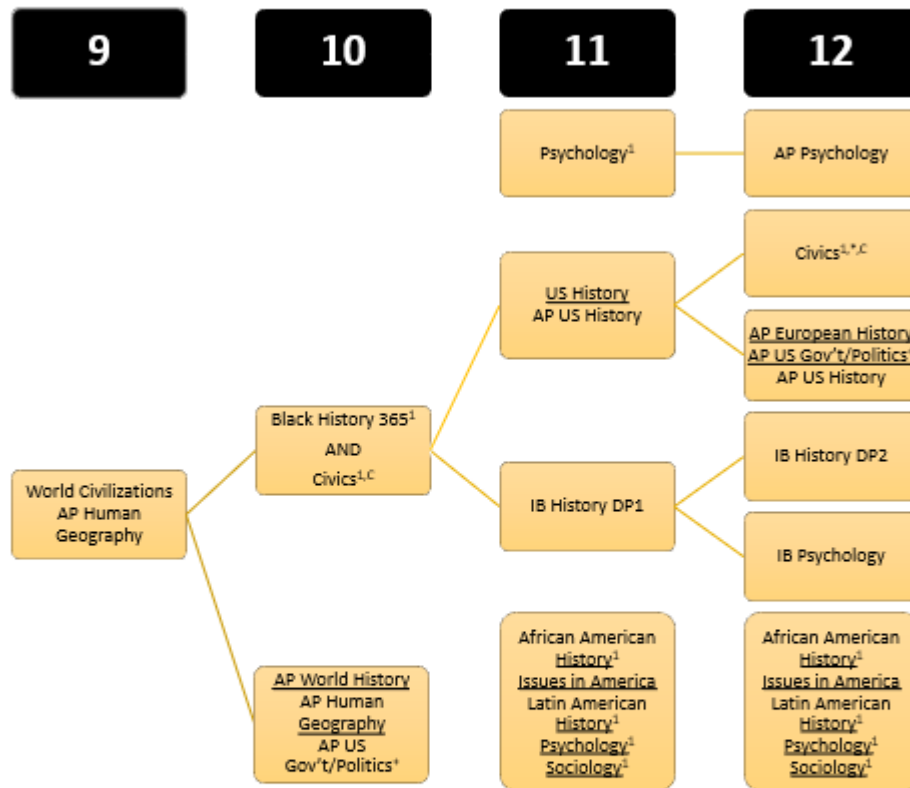 9
10
11
12
Psychology¹
AP Psychology
US History
AP US History
Civics¹,*,C
AP European History
AP US Gov't/Politics*
AP US History
Black History 365¹
AND
Civics¹,C
World Civilizations
AP Human
Geography
IB History DP1
IB History DP2
IB Psychology
AP World History
AP Human
Geography
AP US
Gov't/Politics*
African American
History¹
Issues in America
Latin American
History¹
Psychology¹
Sociology¹
African American
History¹
Issues in America
Latin American
History¹
Psychology¹
Sociology¹